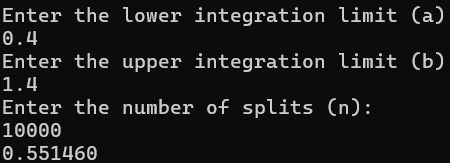 Enter the lower integration limit (a)
0.4
Enter the upper integration limit (b)
1.4
Enter the number of splits (n):
10000
0.551460